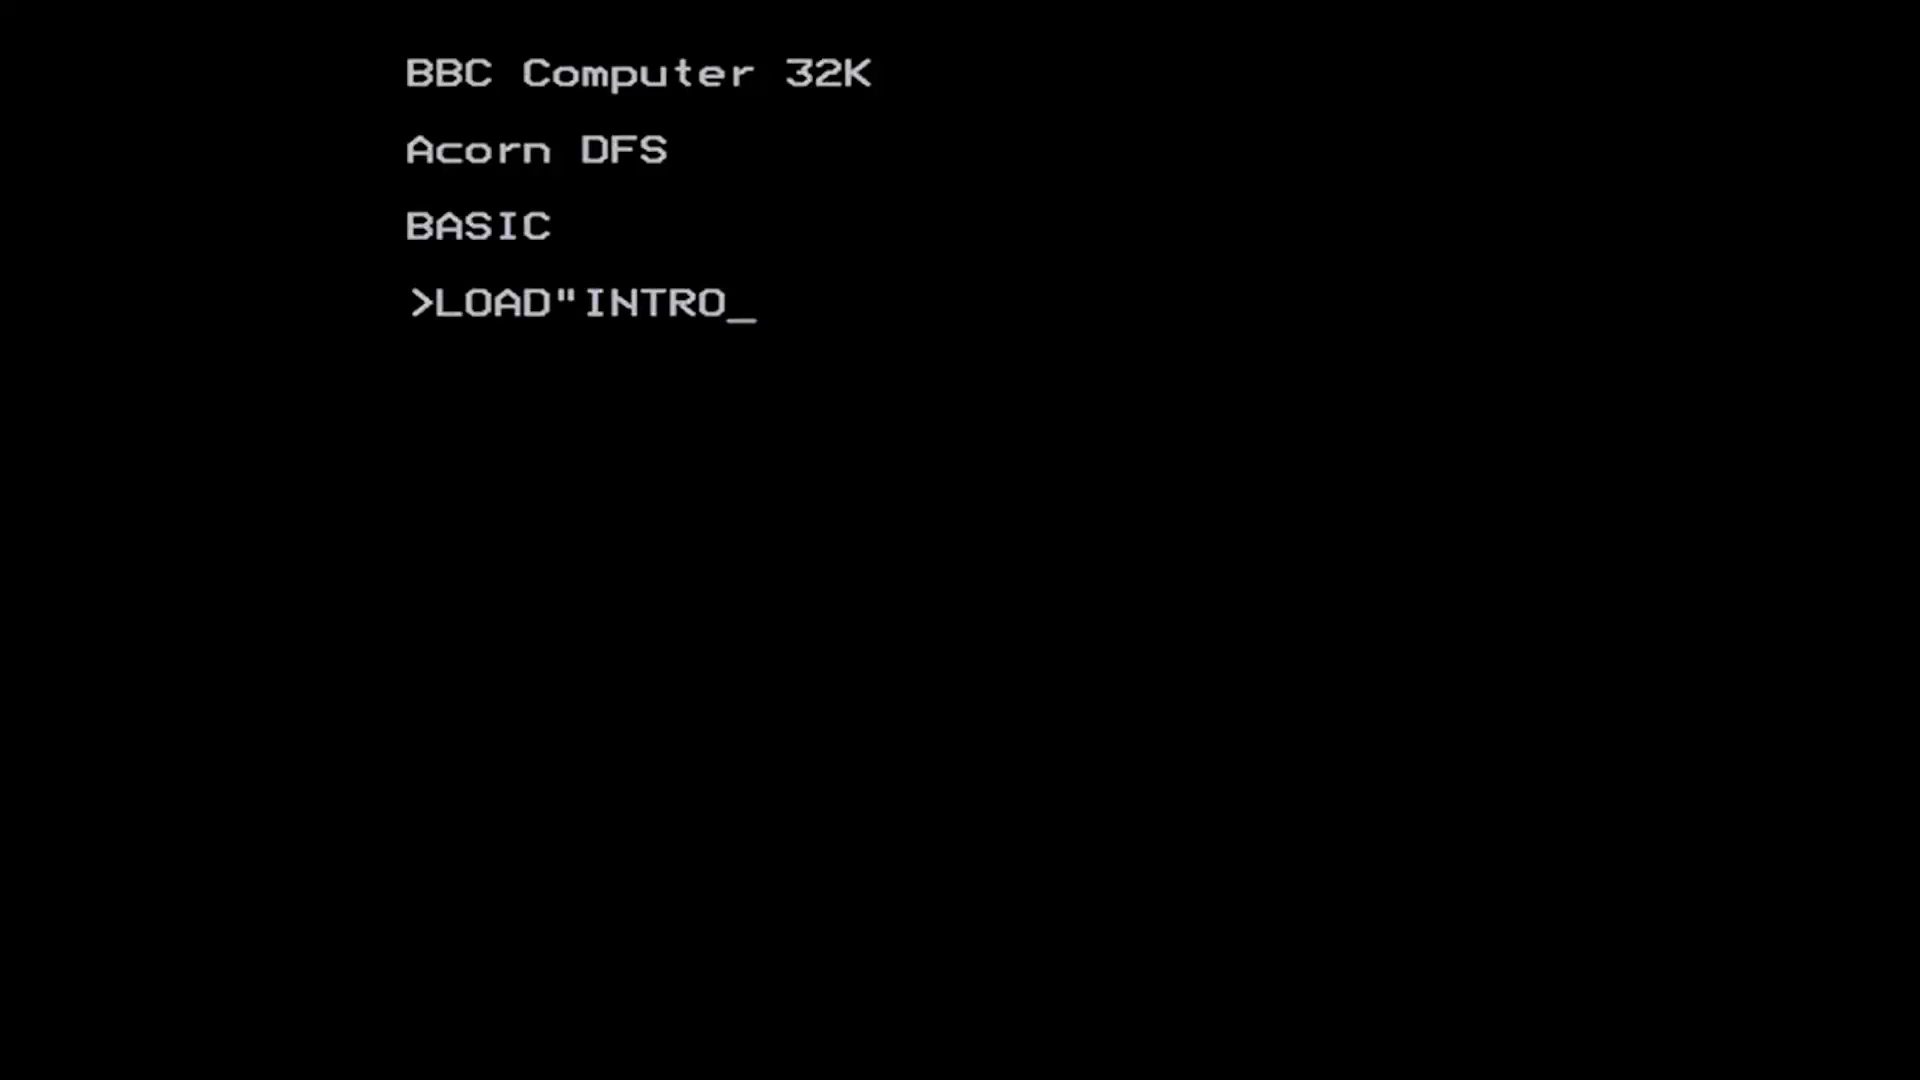 BBC Computer 32K
Acorn DFS
BASIC
>LOAD"INTRO_